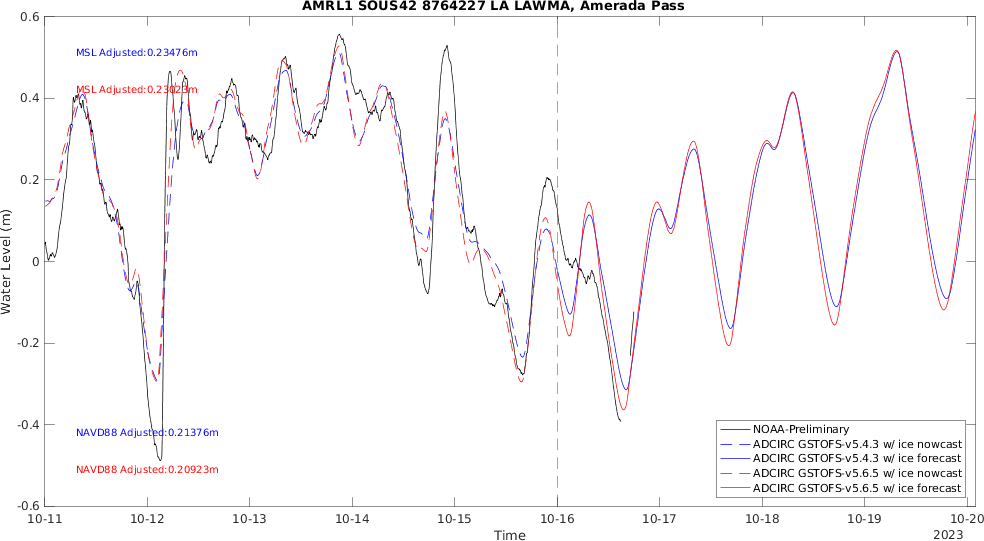 AMRL1 SOUS42 8764227 LA LAWMA, Amerada Pass
0.6
0.4
0.2
0
-0.2
-0.4
-0.6
Water Level (m)
MSL Adjusted:0.23476m
MSL Adjusted:0.23023m
NAVD88 Adjusted:0.21376m
NAVD88 Adjusted:0.20923m
NOAA-Preliminary
ADCIRC GSTOFS-v5.4.3 w/ ice nowcast
ADCIRC GSTOFS-v5.4.3 w/ ice forecast
ADCIRC GSTOFS-v5.6.5 w/ ice nowcast
ADCIRC GSTOFS-v5.6.5 w/ ice forecast
10-11 10-12 10-13 10-14 10-15 10-16 10-17 10-18 10-19 10-20
Time
2023